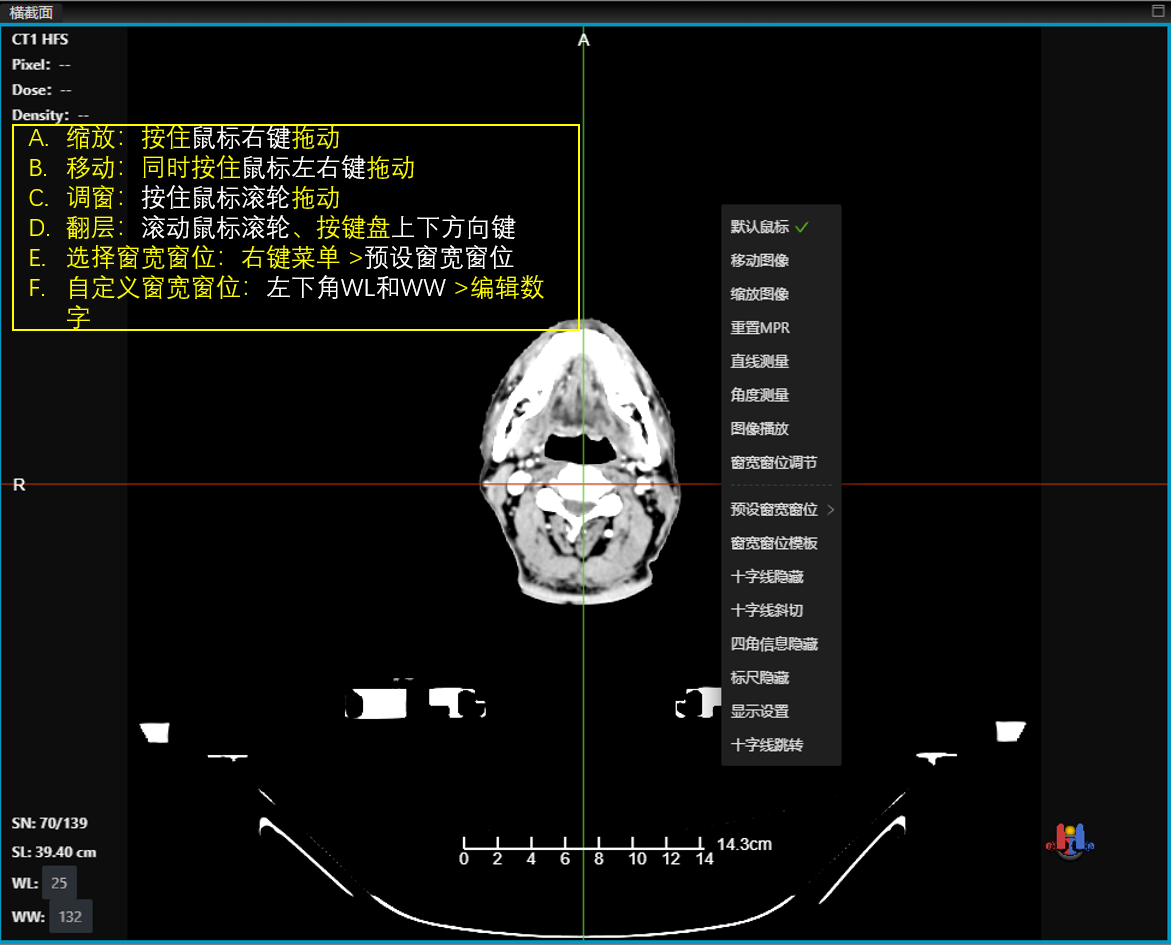 横截面
CT1 HFS
A
Pixel: --
Dose: --
Density: --
A. 缩放：按住鼠标右键拖动
B. 移动：同时按住鼠标左右键拖动
C. 调窗：按住鼠标滚轮拖动
D. 翻层：滚动鼠标滚轮、按键盘上下方向键
E. 选择窗宽窗位：右键菜单 >预设窗宽窗位
F. 自定义窗宽窗位：左下角WL和WW >编辑数
字
默认鼠标
移动图像
缩放图像
重置MPR
直线测量
角度测量
图像播放
窗宽窗位调节
预设窗宽窗位 >
窗宽窗位模板
十字线隐藏
十字线斜切
四角信息隐藏
标尺隐藏
显示设置
十字线跳转
R
SN: 70/139
SL: 39.40 cm
WL: 25
WW: 132
14.3cm
0 2 4 6 8 10 12 14